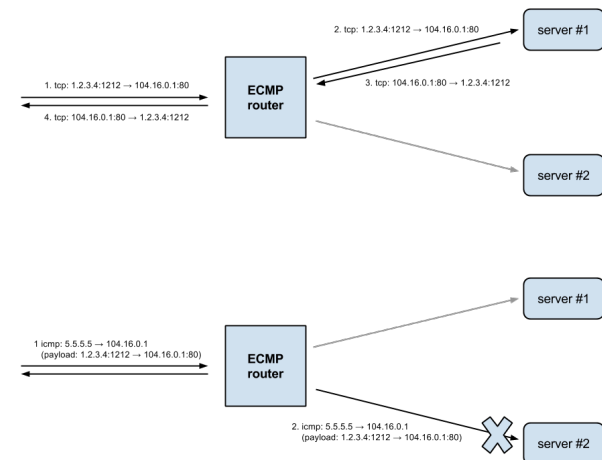 server #1
2. tcp: 1.2.3.4:1212 → 104.16.0.1:80
1. tcp: 1.2.3.4:1212 → 104.16.0.1:80
ECMP
router
3. tcp: 104.16.0.1:80 → 1.2.3.4:1212
4. tcp: 104.16.0.1:80 → 1.2.3.4:1212
server #2
server #1
1 icmp: 5.5.5.5 → 104.16.0.1
(payload: 1.2.3.4:1212 → 104.16.0.1:80)
ECMP
router
2. icmp: 5.5.5.5 → 104.16.0.1
(payload: 1.2.3.4:1212 → 104.16.0.1:80)
server #2